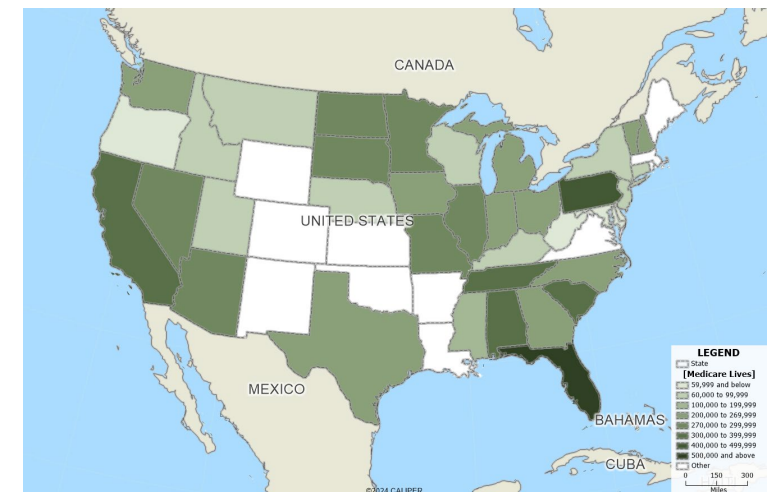 CANADA
UNITED STATES
MEXICO
BAHAMAS
CUBA
LEGEND
State
[Medicare Lives]
59,999 and below
60,000 to 99,999
100,000 to 199,999
200,000 to 269,999
270,000 to 299,999
300,000 to 399,999
400,000 to 499,999
500,000 and above
Other
0 150 300
Miles
©2024 CALIPER